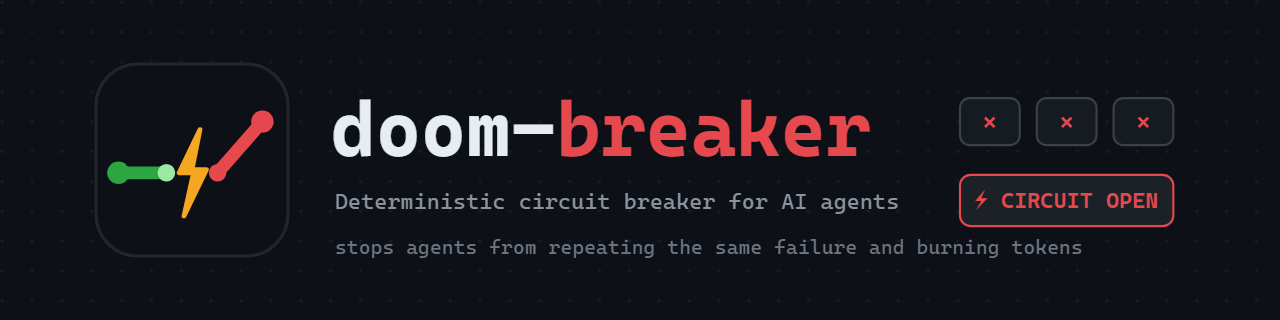 doom-breaker
× × ×
Deterministic circuit breaker for AI agents
CIRCUIT OPEN
stops agents from repeating the same failure and burning tokens